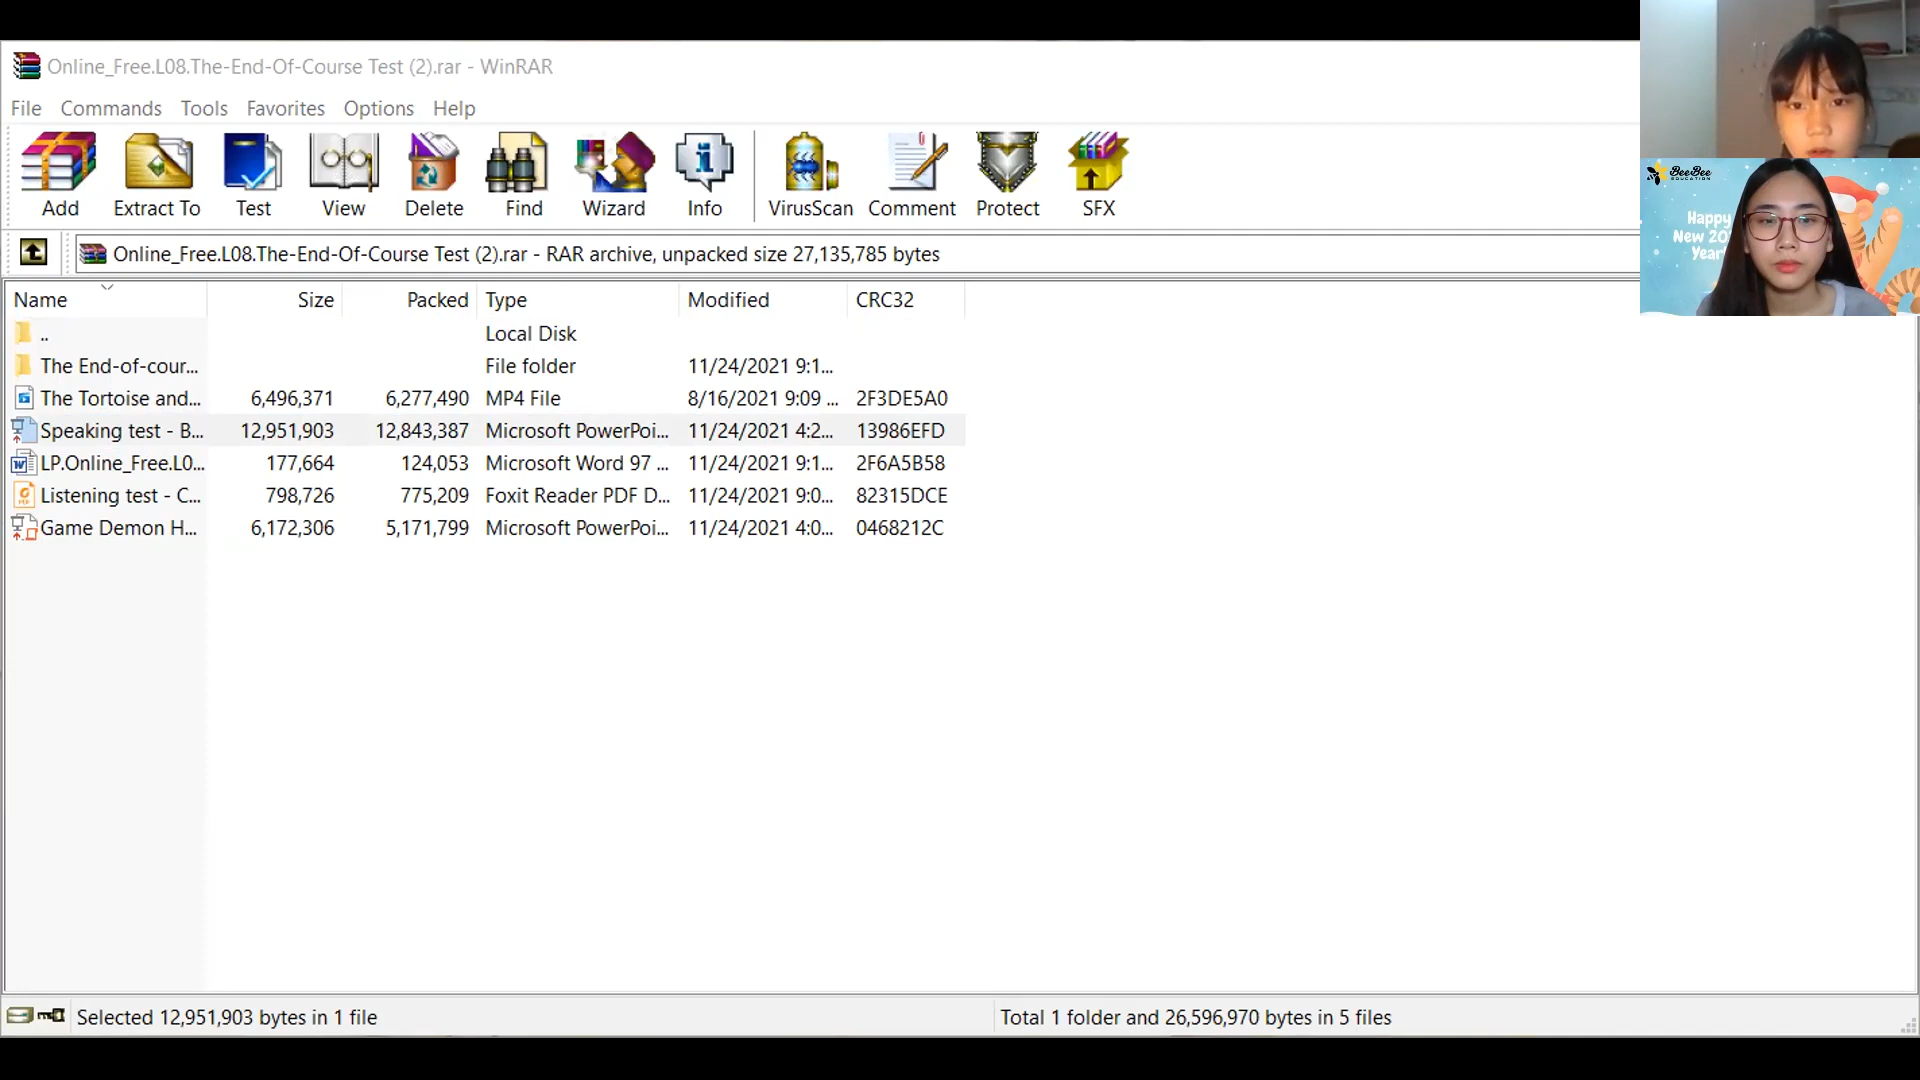 Online_Free.L08.The-End-Of-Course Test (2).rar - WinRAR
File Commands Tools Favorites Options Help
Add Extract To Test View Delete Find Wizard Info VirusScan Comment Protect SFX
Online_Free.L08.The-End-Of-Course Test (2).rar - RAR archive, unpacked size 27,135,785 bytes
Name Size Packed Type Modified CRC32
.. Local Disk
The End-of-cour... File folder 11/24/2021 9:1...
The Tortoise and... 6,496,371 6,277,490 MP4 File 8/16/2021 9:09 ... 2F3DE5A0
Speaking test - B... 12,951,903 12,843,387 Microsoft PowerPoi... 11/24/2021 4:2... 13986EFD
LP.Online_Free.L0... 177,664 124,053 Microsoft Word 97 ... 11/24/2021 9:1... 2F6A5B58
Listening test - C... 798,726 775,209 Foxit Reader PDF D... 11/24/2021 9:0... 82315DCE
Game Demon H... 6,172,306 5,171,799 Microsoft PowerPoi... 11/24/2021 4:0... 0468212C
Selected 12,951,903 bytes in 1 file
Total 1 folder and 26,596,970 bytes in 5 files
BeeBee
EDUCATION
Happy
New 20
Year